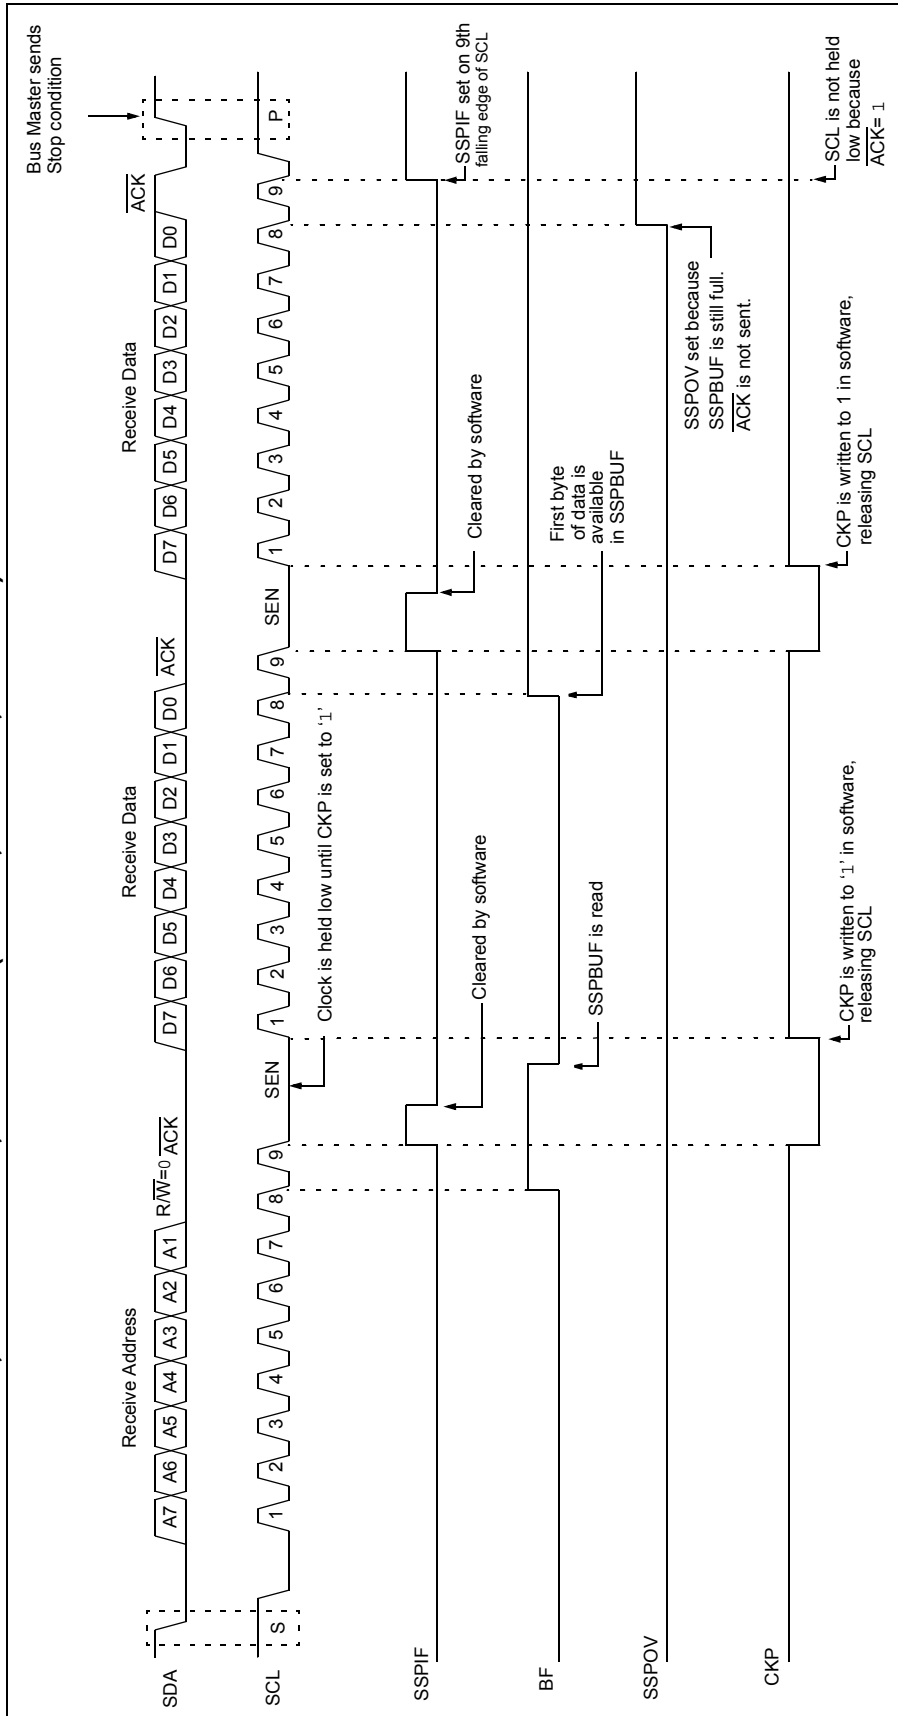 Bus Master sends
Stop condition
Receive Address
Receive Data
Receive Data
R/W=0 ACK
ACK
ACK
SDA
A7 A6 A5 A4 A3 A2 A1
D7 D6 D5 D4 D3 D2 D1 D0
D7 D6 D5 D4 D3 D2 D1 D0
SCL
S
1 2 3 4 5 6 7 8 9
SEN
1 2 3 4 5 6 7 8 9
SEN
1 2 3 4 5 6 7 8 9
P
Clock is held low until CKP is set to ‘1’
SSPIF
Cleared by software
Cleared by software
SSPIF set on 9th
falling edge of SCL
BF
SSPBUF is read
First byte
of data is
available
in SSPBUF
SSPOV
SSPOV set because
SSPBUF is still full.
ACK is not sent.
CKP
CKP is written to ‘1’ in software,
releasing SCL
CKP is written to 1 in software,
releasing SCL
SCL is not held
low because
ACK= 1